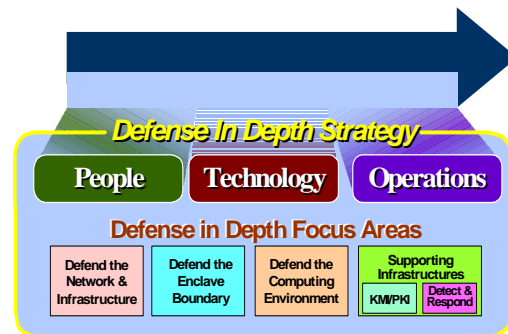 Defense In Depth Strategy
People
Technology
Operations
Defense in Depth Focus Areas
Defend the
Network &
Infrastructure
Defend the
Enclave
Boundary
Defend the
Computing
Environment
Supporting
Infrastructures
KMI/PKI
Detect &
Respond